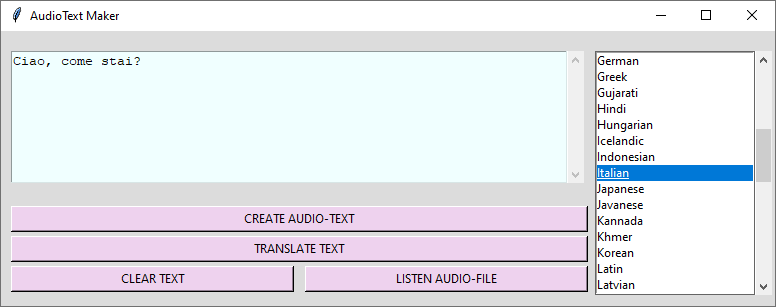 AudioText Maker
Ciao, come stai?
CREATE AUDIO-TEXT
TRANSLATE TEXT
CLEAR TEXT
LISTEN AUDIO-FILE
German
Greek
Gujarati
Hindi
Hungarian
Icelandic
Indonesian
Italian
Japanese
Javanese
Kannada
Khmer
Korean
Latin
Latvian